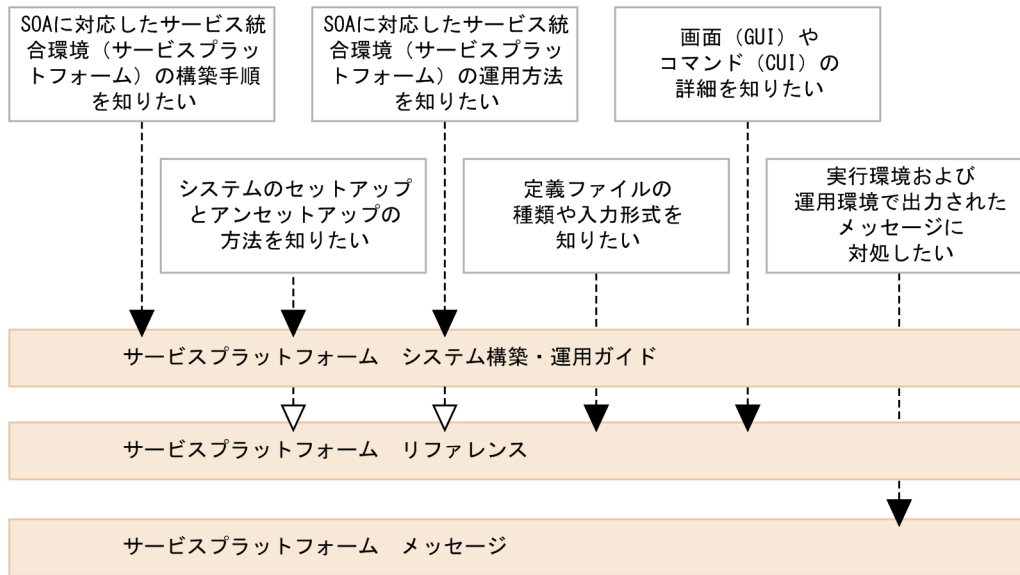 SOAに対応したサービス統
合環境（サービスプラッ
トフォーム）の構築手順
を知りたい
SOAに対応したサービス統
合環境（サービスプラッ
トフォーム）の運用方法
を知りたい
画面（GUI）や
コマンド（CUI）の
詳細を知りたい
システムのセットアップ
とアンセットアップの
方法を知りたい
定義ファイルの
種類や入力形式を
知りたい
実行環境および
運用環境で出力された
メッセージに
対処したい
サービスプラットフォーム　システム構築・運用ガイド
サービスプラットフォーム　リファレンス
サービスプラットフォーム　メッセージ